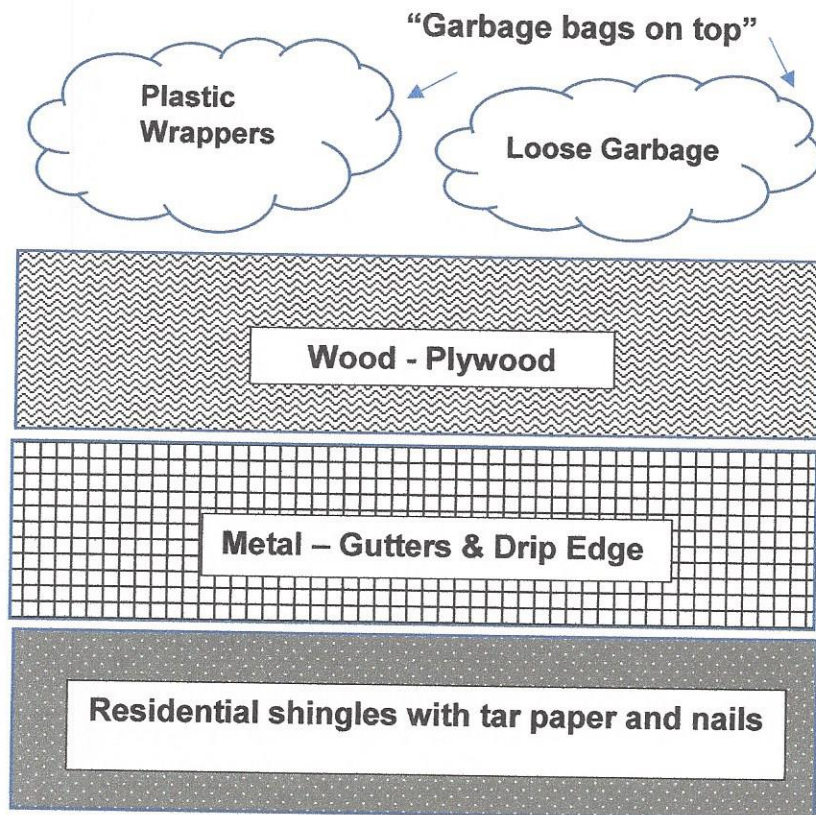 “Garbage bags on top”
Plastic
Wrappers
Loose Garbage
Wood - Plywood
Metal – Gutters & Drip Edge
Residential shingles with tar paper and nails